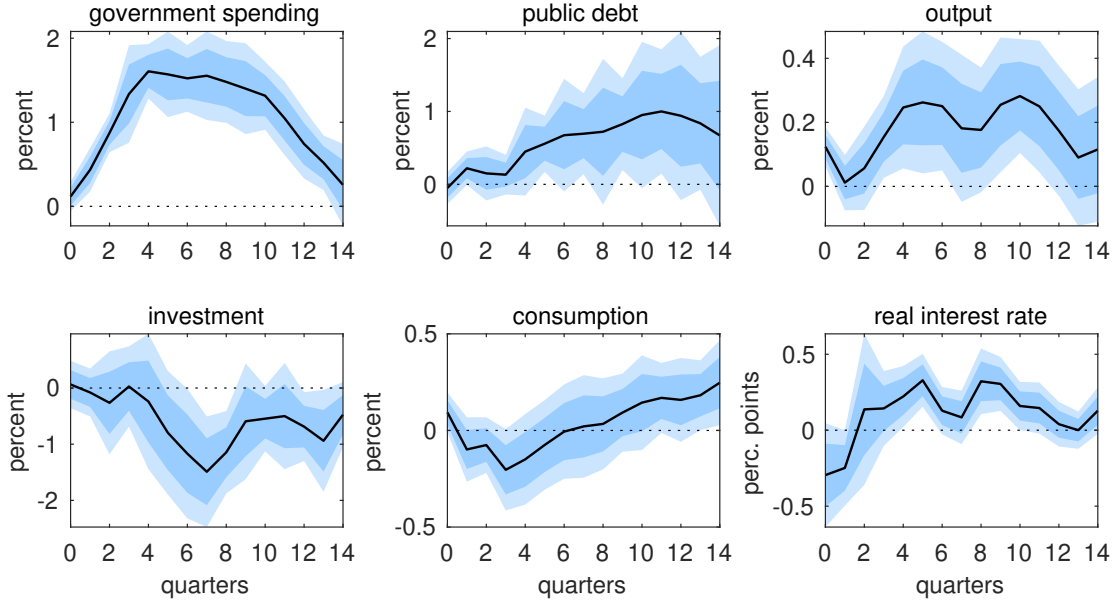 government spending
public debt
output
percent
2
1
0
0 2 4 6 8 10 12 14
percent
2
1
0
0 2 4 6 8 10 12 14
percent
0.4
0.2
0
0 2 4 6 8 10 12 14
investment
consumption
real interest rate
percent
0
-1
-2
0 2 4 6 8 10 12 14
quarters
percent
0.5
0
-0.5
0 2 4 6 8 10 12 14
quarters
perc. points
0.5
0
-0.5
0 2 4 6 8 10 12 14
quarters